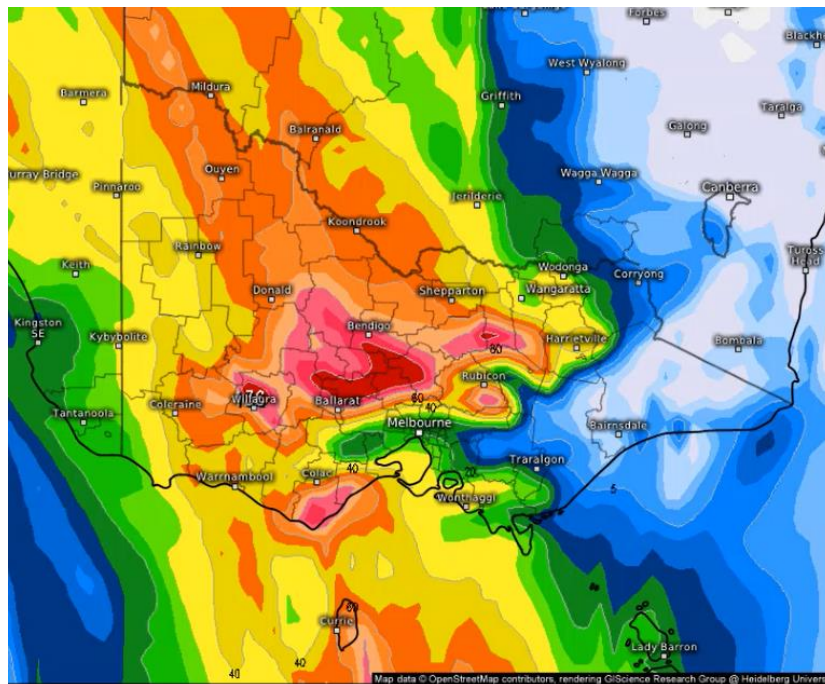 Forbes
Blackh
West Wyalong
Mildura
Barmera
Griffith
Taralga
Galong
Balranald
Ouyen
urray Bridge
Pinnaroo
Wagga Wagga
Canberra
Jerilderie
Koondrook
Rainbow
Tuross
Head
Keith
Wodonga
Corryong
Donald
Shepparton
Wangaratta
Kingston
SE
Kybybolite
Bendigo
Harrietville
Bombala
80
Rubicon
Willaura
60
40
Tantanoola
Coleraine
Ballarat
Melbourne
Bairnsdale
Traralgon
40
Colac
20
Warrnambool
5
Wonthaggi
Currie
Lady Barron
40
40
Map data © OpenStreetMap contributors, rendering GIScience Research Group @ Heidelberg Univers